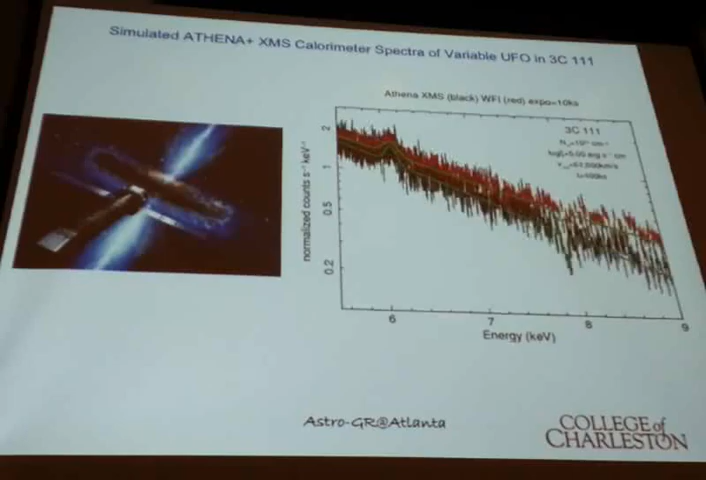 Simulated ATHENA+ XMS Calorimeter Spectra of Variable UFO in 3C 111
Athena XMS (black) WFI (red) expo=10ks
3C 111
normalized counts s⁻¹ keV⁻¹
2
1
0.5
0.2
6
7
8
9
Energy (keV)
Astro-GR@Atlanta
COLLEGE of
CHARLESTON